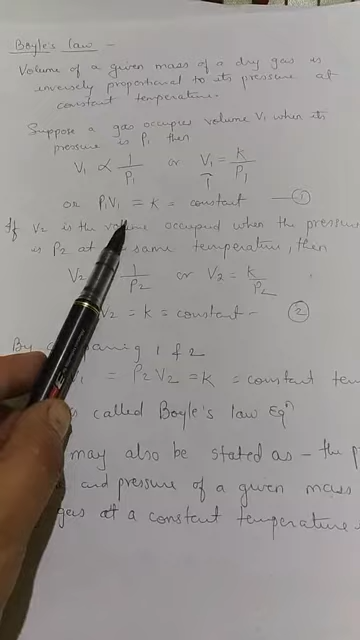 Boyle's law —
Volume of a given mass of a dry gas is
inversely proportional to its pressure at
constant temperature.
Suppose a gas occupies volume V1 when its
pressure is P1 then
V1 ∝ 1/P1 or V1 = k/P1
or P1V1 = k = constant — ①
If V2 is the volume occupied when the pressure
is P2 at same temperature, then
V2 1/P2 or V2 = k/P2
V2 = k = constant — ②
By 1 & 2
1 = P2V2 = k = constant
called Boyle's law Eqn
may also be stated as — the
and pressure of a given mass
at a constant temperature